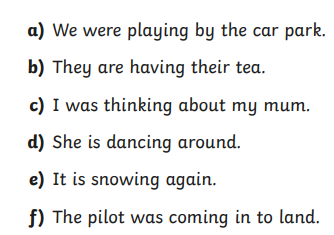 a) We were playing by the car park.
b) They are having their tea.
c) I was thinking about my mum.
d) She is dancing around.
e) It is snowing again.
f) The pilot was coming in to land.